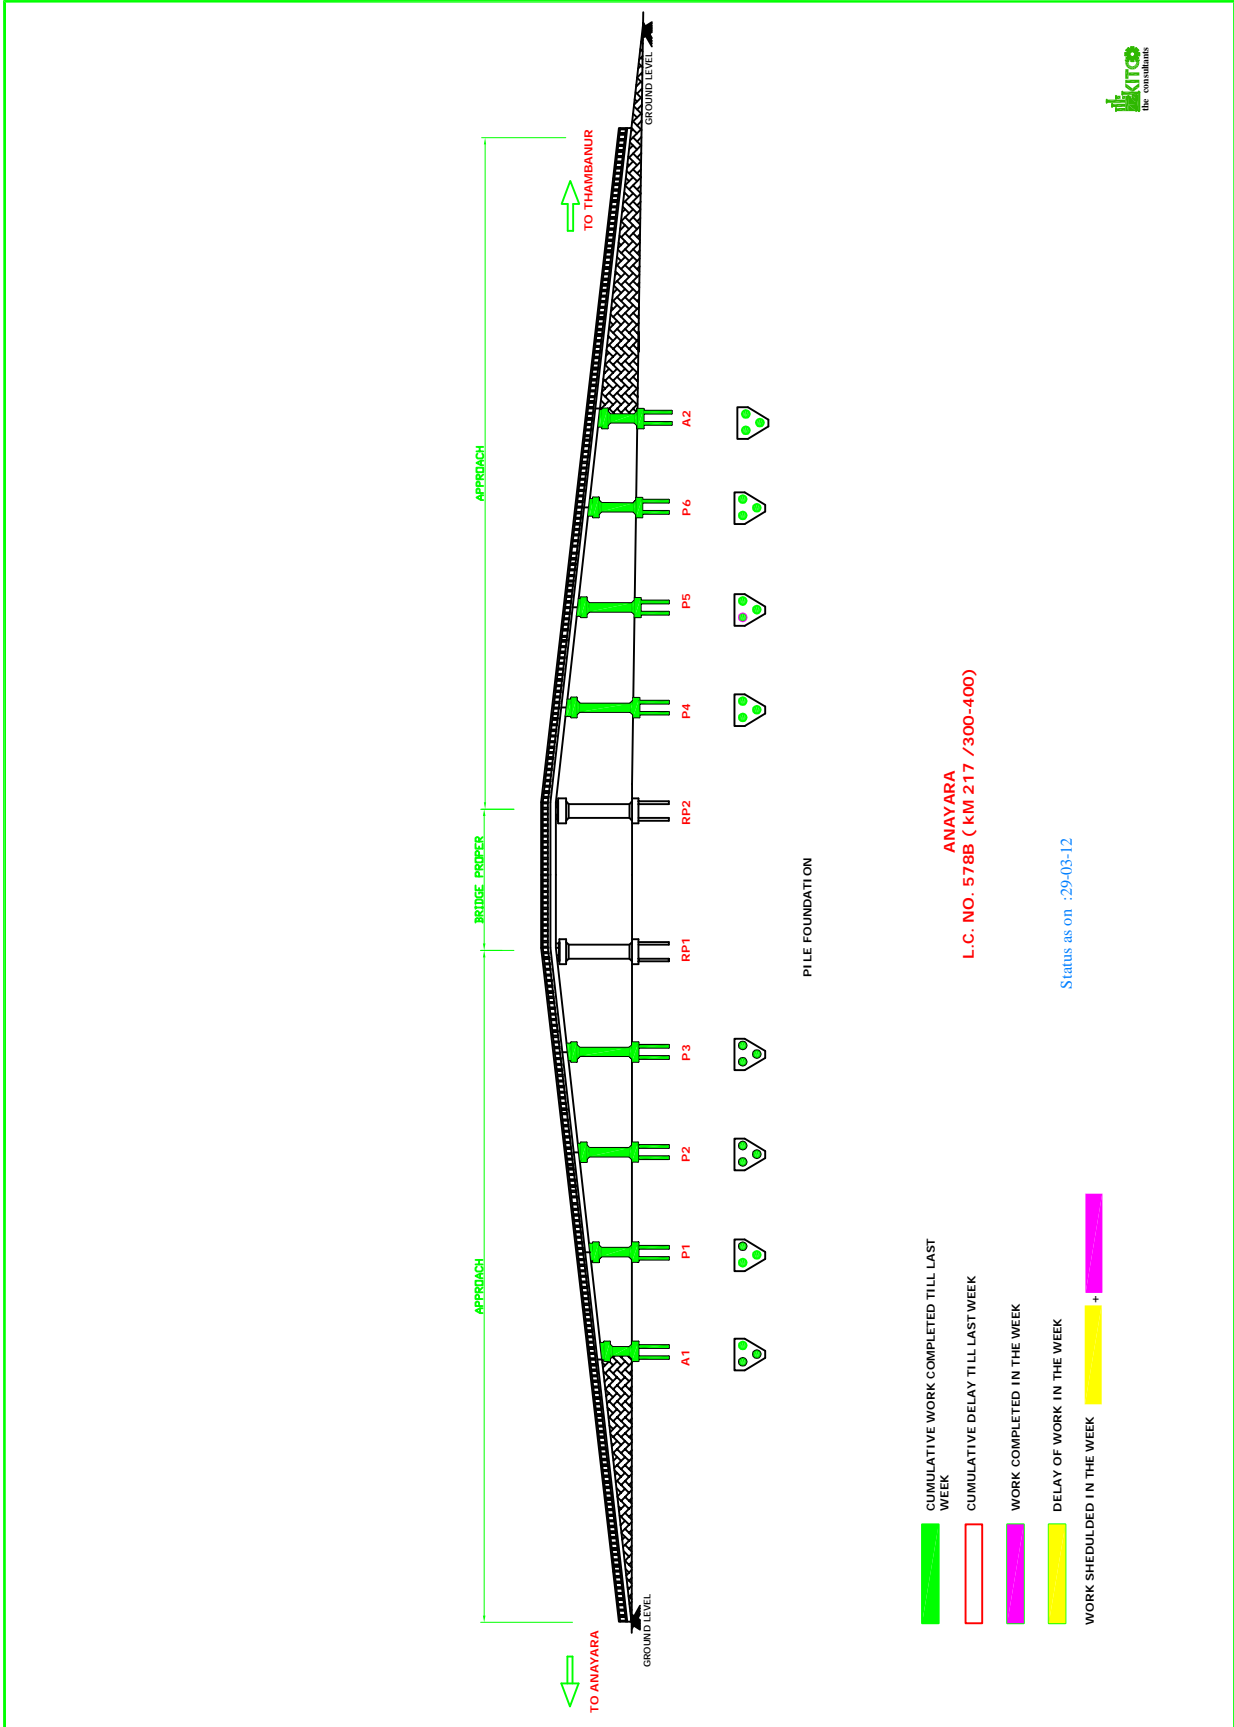 KITCO
the consultants
APPROACH
BRIDGE PROPER
APPROACH
TO ANAYARA
TO THAMBANUR
GROUND LEVEL
GROUND LEVEL
A1
P1
P2
P3
RP1
RP2
P4
P5
P6
A2
PILE FOUNDATION
CUMULATIVE WORK COMPLETED TILL LAST
WEEK
CUMULATIVE DELAY TILL LAST WEEK
WORK COMPLETED IN THE WEEK
DELAY OF WORK IN THE WEEK
WORK SHEDULDED IN THE WEEK
+
ANAYARA
L.C. NO. 578B ( kM 217 /300-400)
Status as on :29-03-12